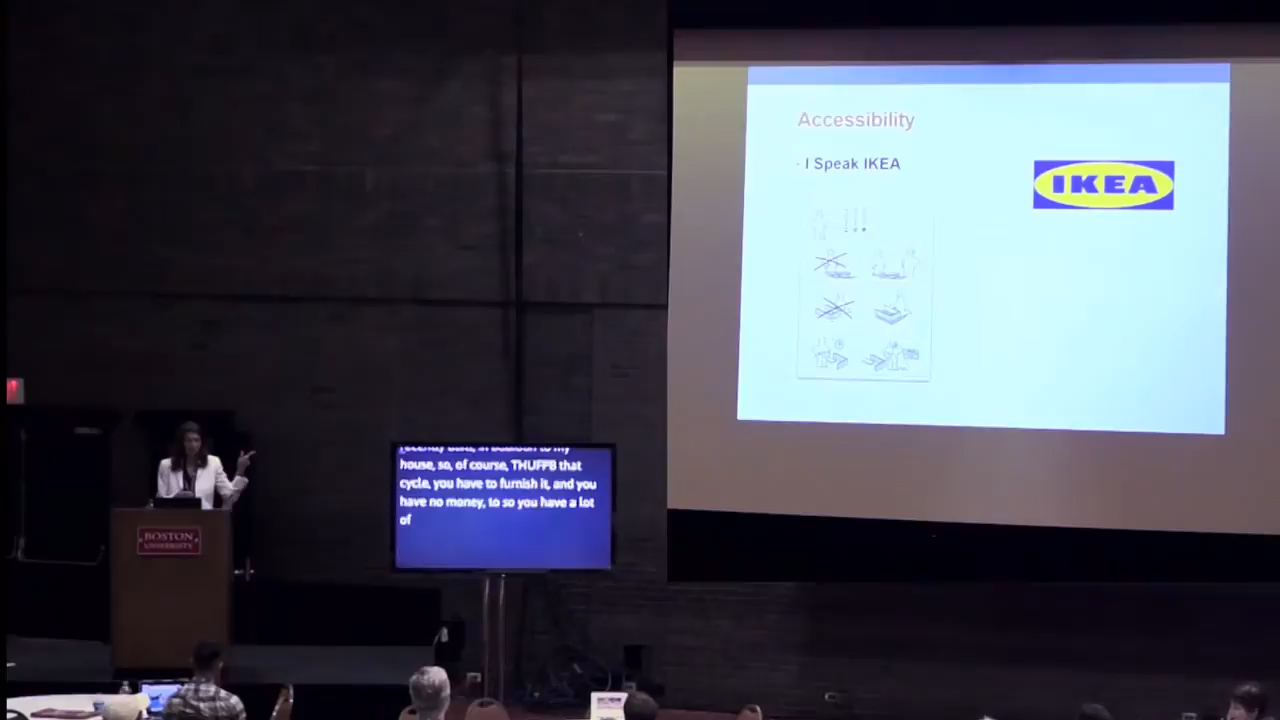 Accessibility
- I Speak IKEA
IKEA
house, so, of course, THUFPB that
cycle, you have to furnish it, and you
have no money, to so you have a lot
of
BOSTON
UNIVERSITY